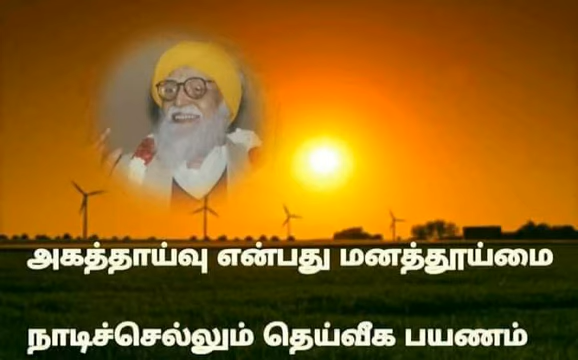 அகத்தாய்வு என்பது மனத்தூய்மை
நாடிச்செல்லும் தெய்வீக பயணம்